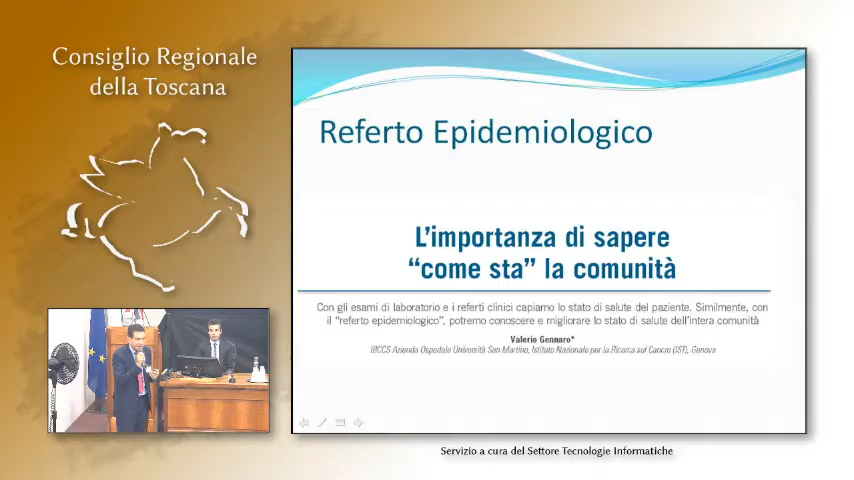 Consiglio Regionale
della Toscana
Referto Epidemiologico
L'importanza di sapere
“come sta” la comunità
Con gli esami di laboratorio e i referti clinici capiamo lo stato di salute del paziente. Similmente, con
il “referto epidemiologico”, potremo conoscere e migliorare lo stato di salute dell'intera comunità
Valerio Gennaro*
IRCCS Azienda Ospedale Università San Martino, Istituto Nazionale per la Ricerca sul Cancro (IST), Genova
Servizio a cura del Settore Tecnologie Informatiche